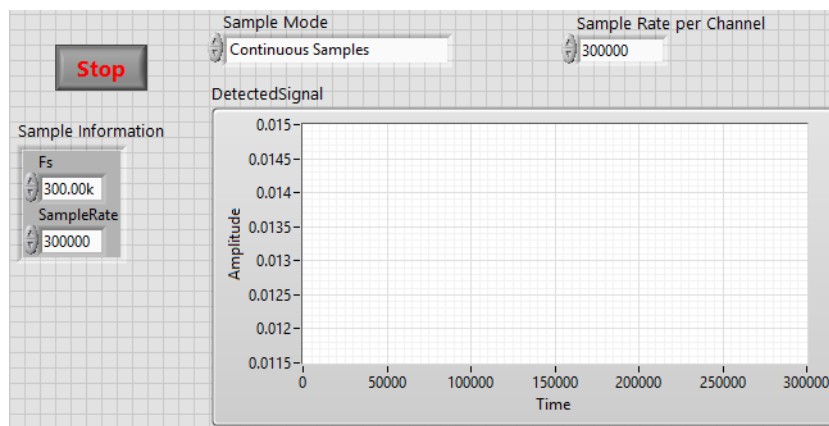 Sample Mode
Sample Rate per Channel
Continuous Samples
300000
Stop
DetectedSignal
Sample Information
Fs
300.00k
SampleRate
300000
Amplitude
0.015
0.0145
0.014
0.0135
0.013
0.0125
0.012
0.0115
0 50000 100000 150000 200000 250000 300000
Time